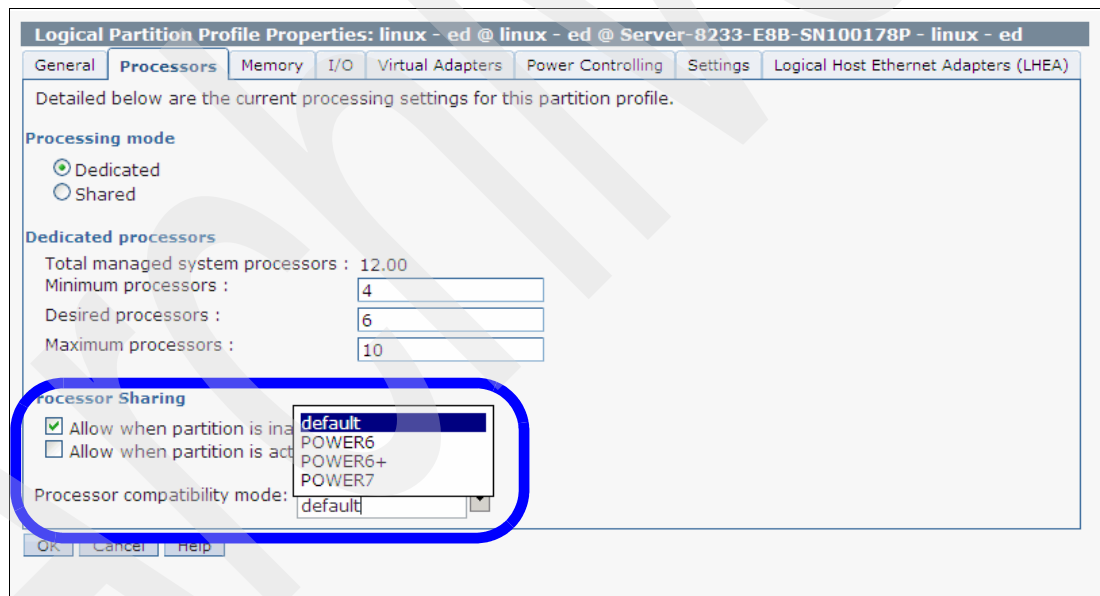 Logical Partition Profile Properties: linux - ed @ linux - ed @ Server-8233-E8B-SN100178P - linux - ed
General Processors Memory I/O Virtual Adapters Power Controlling Settings Logical Host Ethernet Adapters (LHEA)
Detailed below are the current processing settings for this partition profile.
Processing mode
Dedicated
Shared
Dedicated processors
Total managed system processors : 12.00
Minimum processors : 4
Desired processors : 6
Maximum processors : 10
rocessor Sharing
Allow when partition is ina
Allow when partition is act
default
POWER6
POWER6+
POWER7
Processor compatibility mode: default
OK Cancel Help